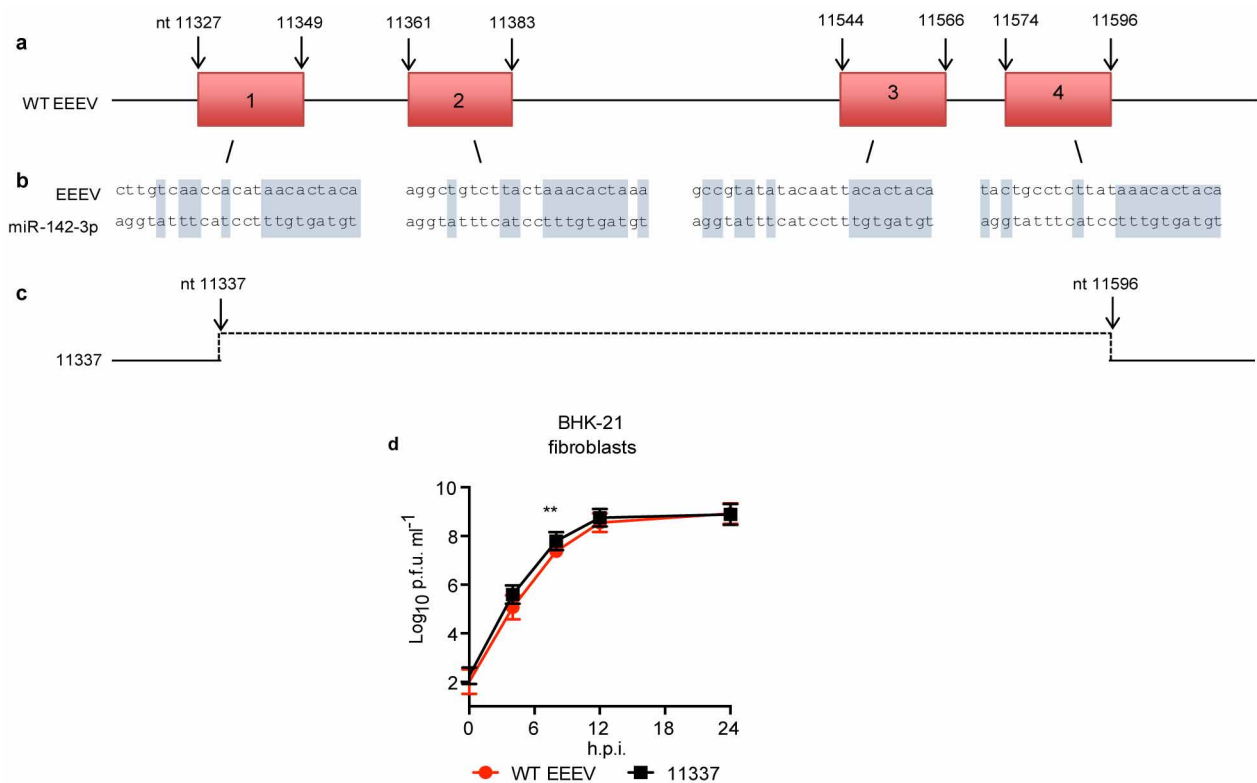 nt 11327 11349 11361 11383 11544 11566 11574 11596
a
WT EEEV 1 2 3 4
b
EEEV cttgtcaaccacataacactaca aggctgtcttactaaacactaaa gccgtatatacaattacactaca tactgcctcttataaacactaca
miR-142-3p aggtatttcatcctttgtgatgt aggtatttcatcctttgtgatgt aggtatttcatcctttgtgatgt aggtatttcatcctttgtgatgt
c nt 11337 nt 11596
11337
BHK-21
d fibroblasts
10
**
8
6
4
2
Log10 p.f.u. ml-1
0 6 12 18 24
h.p.i.
WT EEEV 11337